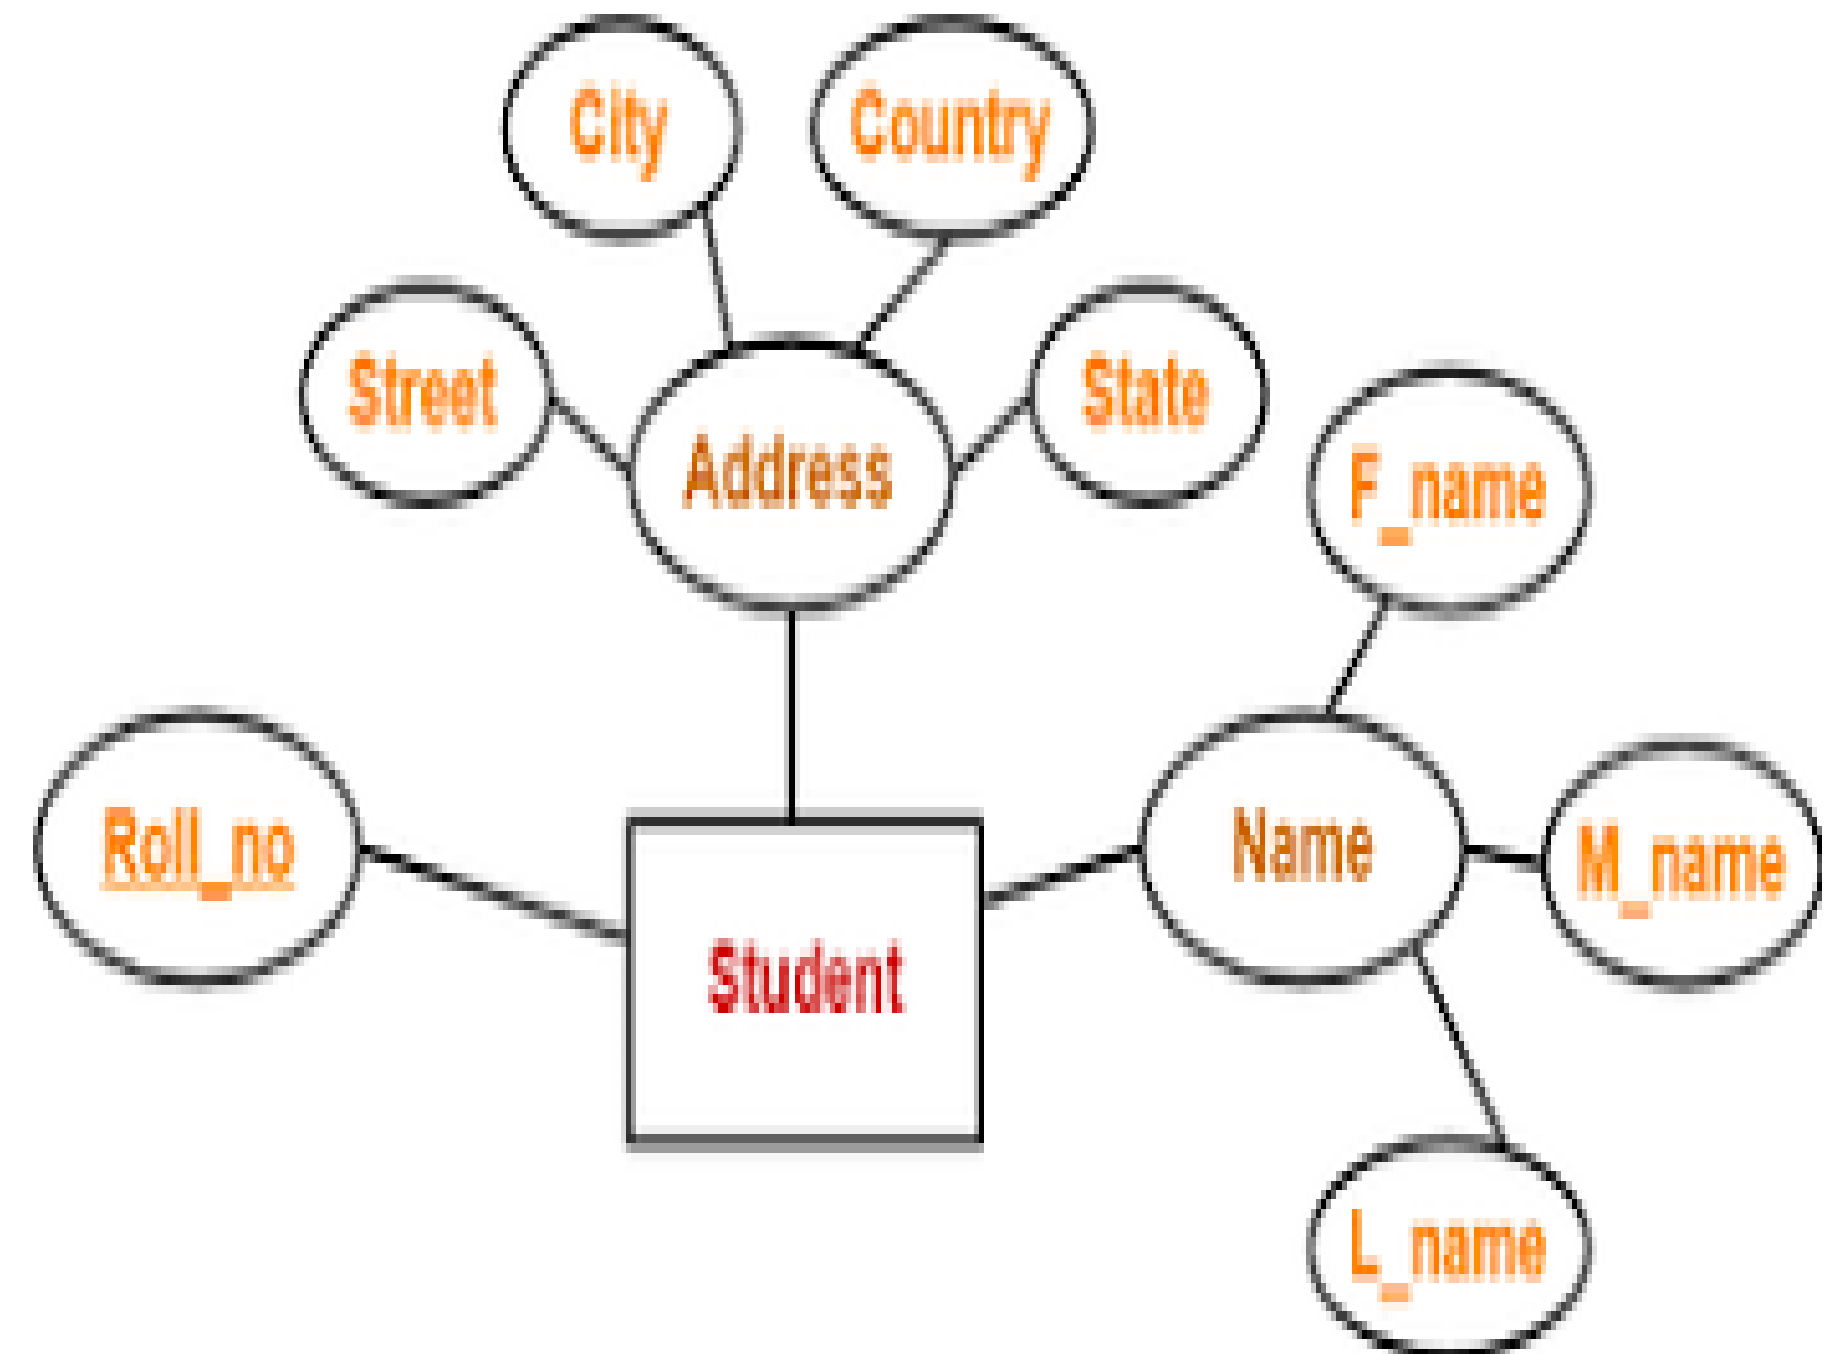 City
Country
Street
State
Address
F_name
Roll_no
Name
M_name
Student
L_name